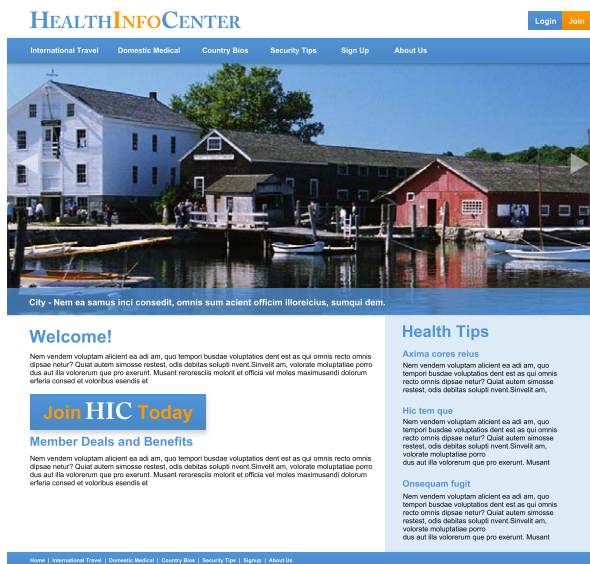 HEALTHINFOCENTER
Login Join
International Travel Domestic Medical Country Bios Security Tips Sign Up About Us
City - Nem ea samus inci consedit, omnis sum acient officim illoreicius, sumqui dem.
Welcome!
Nem vendem voluptam alicient ea adi am, quo tempori busdae voluptatios dent est as qui omnis recto omnis
dipsae netur? Quiat autem simosse restest, odis debitas solupti nvent.Sinvelit am, volorate moluptatiae porro
dus aut illa volorerum que pro exerunt. Musant reroresciis molorit et officia vel moles maximusandi dolorum
erferia consed et voloribus esendis et
Join HIC Today
Member Deals and Benefits
Nem vendem voluptam alicient ea adi am, quo tempori busdae voluptatios dent est as qui omnis recto omnis
dipsae netur? Quiat autem simosse restest, odis debitas solupti nvent.Sinvelit am, volorate moluptatiae porro
dus aut illa volorerum que pro exerunt. Musant reroresciis molorit et officia vel moles maximusandi dolorum
erferia consed et voloribus esendis et
Health Tips
Axima cores reius
Nem vendem voluptam alicient ea adi am, quo
tempori busdae voluptatios dent est as qui omnis
recto omnis dipsae netur? Quiat autem simosse
restest, odis debitas solupti nvent.Sinvelit am,
Hic tem que
Nem vendem voluptam alicient ea adi am, quo
tempori busdae voluptatios dent est as qui omnis
recto omnis dipsae netur? Quiat autem simosse
restest, odis debitas solupti nvent.Sinvelit am,
volorate moluptatiae porro
dus aut illa volorerum que pro exerunt. Musant
Onsequam fugit
Nem vendem voluptam alicient ea adi am, quo
tempori busdae voluptatios dent est as qui omnis
recto omnis dipsae netur? Quiat autem simosse
restest, odis debitas solupti nvent.Sinvelit am,
volorate moluptatiae porro
dus aut illa volorerum que pro exerunt. Musant
Home | International Travel | Domestic Medical | Country Bios | Security Tips | Signup | About Us